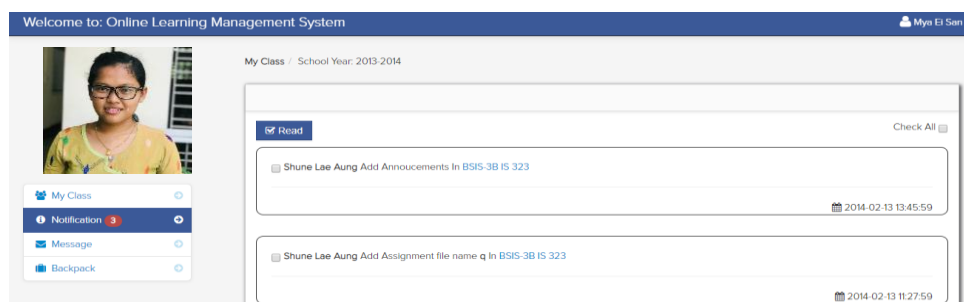 Welcome to: Online Learning Management System
Mya Ei San
My Class / School Year: 2013-2014
Read
Check All
Shune Lae Aung Add Annoucements In BSIS-3B IS 323
2014-02-13 13:45:59
Shune Lae Aung Add Assignment file name q In BSIS-3B IS 323
2014-02-13 11:27:59
My Class
Notification 3
Message
Backpack